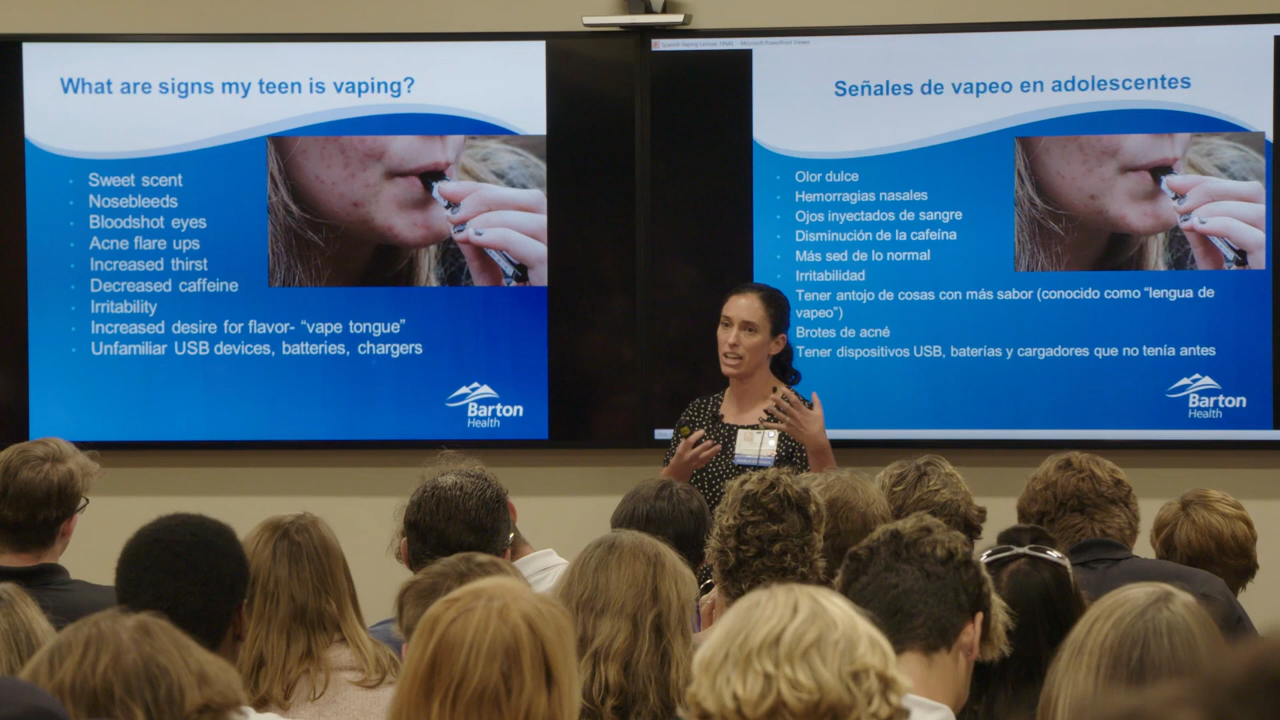 What are signs my teen is vaping?
Sweet scent
Nosebleeds
Bloodshot eyes
Acne flare ups
Increased thirst
Decreased caffeine
Irritability
Increased desire for flavor- “vape tongue”
Unfamiliar USB devices, batteries, chargers
Barton
Health
Señales de vapeo en adolescentes
Olor dulce
Hemorragias nasales
Ojos inyectados de sangre
Disminución de la cafeína
Más sed de lo normal
Irritabilidad
Tener antojo de cosas con más sabor (conocido como “lengua de
vapeo”)
Brotes de acné
Tener dispositivos USB, baterías y cargadores que no tenía antes
Barton
Health